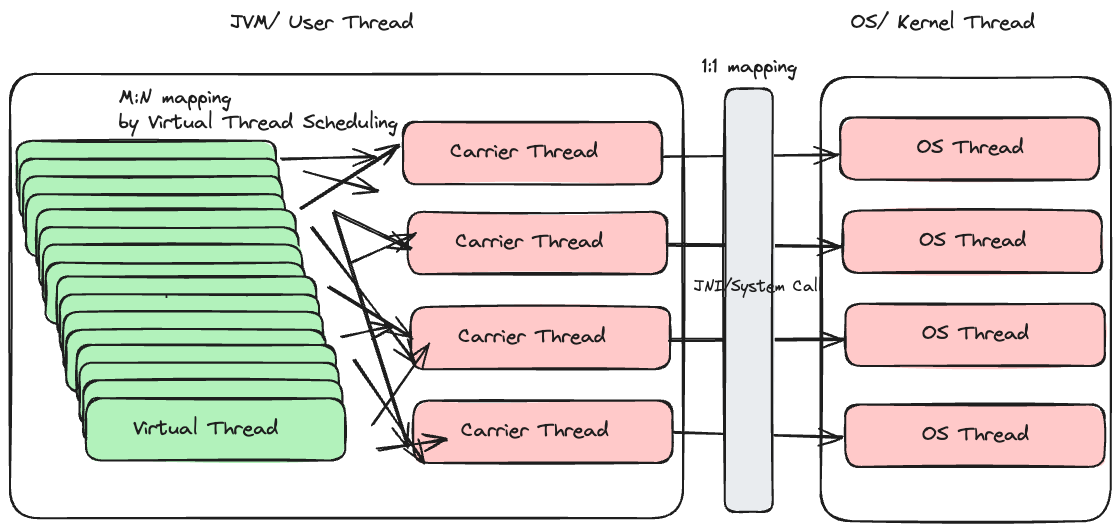 JVM/ User Thread
OS/ Kernel Thread
1:1 mapping
M:N mapping
by Virtual Thread Scheduling
Carrier Thread
OS Thread
Carrier Thread
OS Thread
JNI/System Call
Carrier Thread
OS Thread
Virtual Thread
Carrier Thread
OS Thread